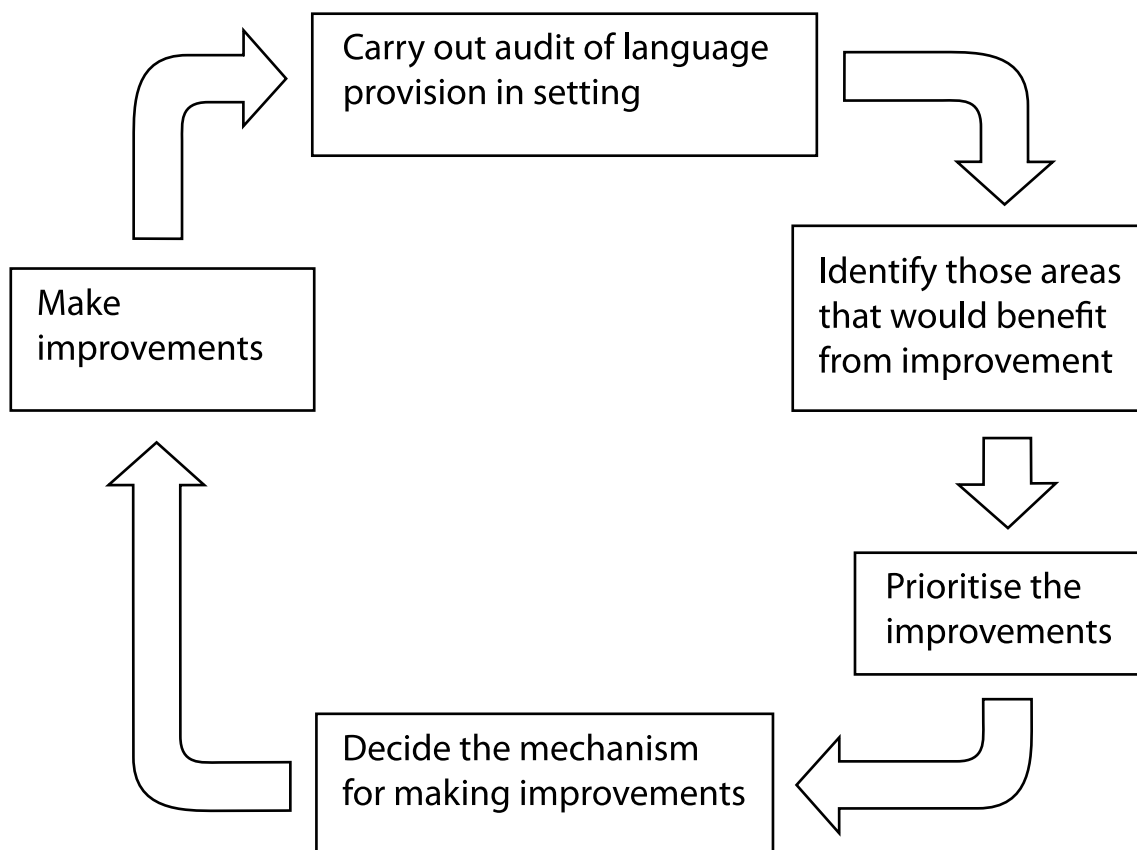 Carry out audit of language
provision in setting
Identify those areas
that would benefit
from improvement
Prioritise the
improvements
Decide the mechanism
for making improvements
Make
improvements